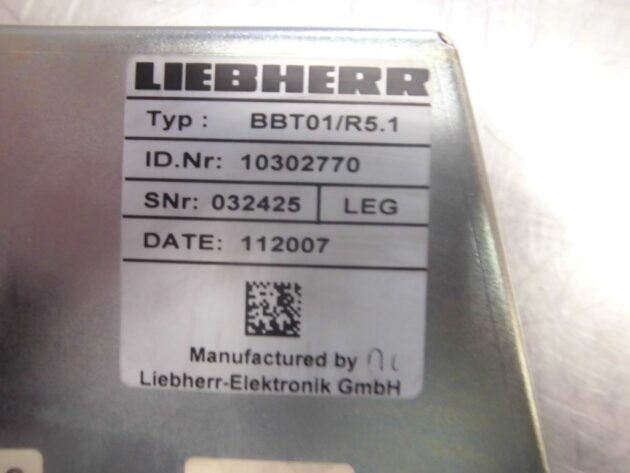 LIEBHERR
Typ : BBT01/R5.1
ID.Nr: 10302770
SNr: 032425 LEG
DATE: 112007
Manufactured by
Liebherr-Elektronik GmbH